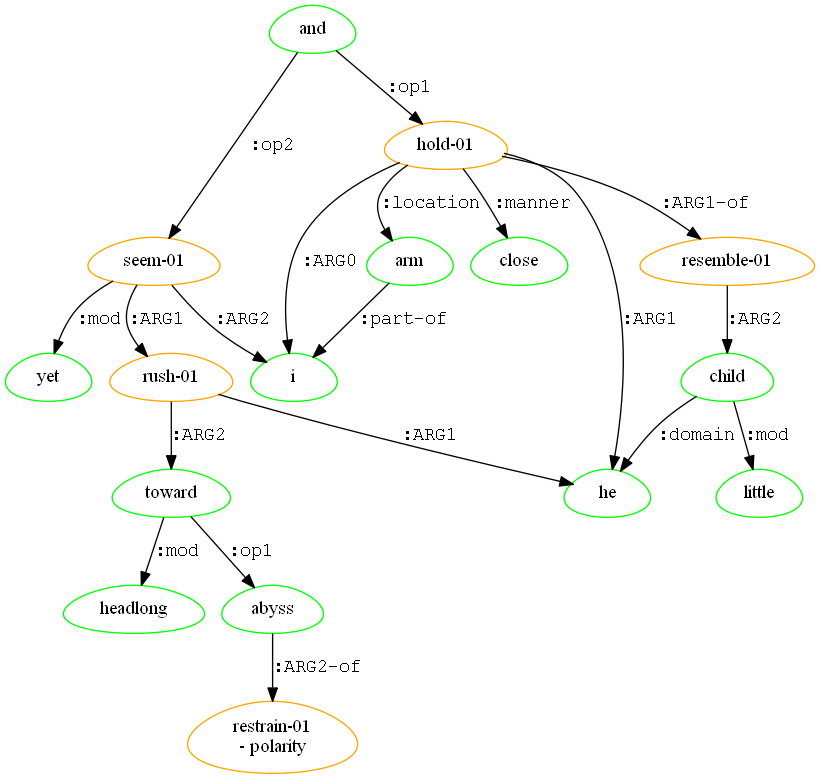 and
:op1
hold-01
:op2
:location
:manner
:ARG1-of
seem-01
:ARG0
arm
close
resemble-01
:mod
:ARG1
:ARG2
:part-of
:ARG1
:ARG2
yet
rush-01
i
child
:ARG2
:ARG1
:domain
:mod
toward
he
little
:mod
:op1
headlong
abyss
:ARG2-of
restrain-01
- polarity